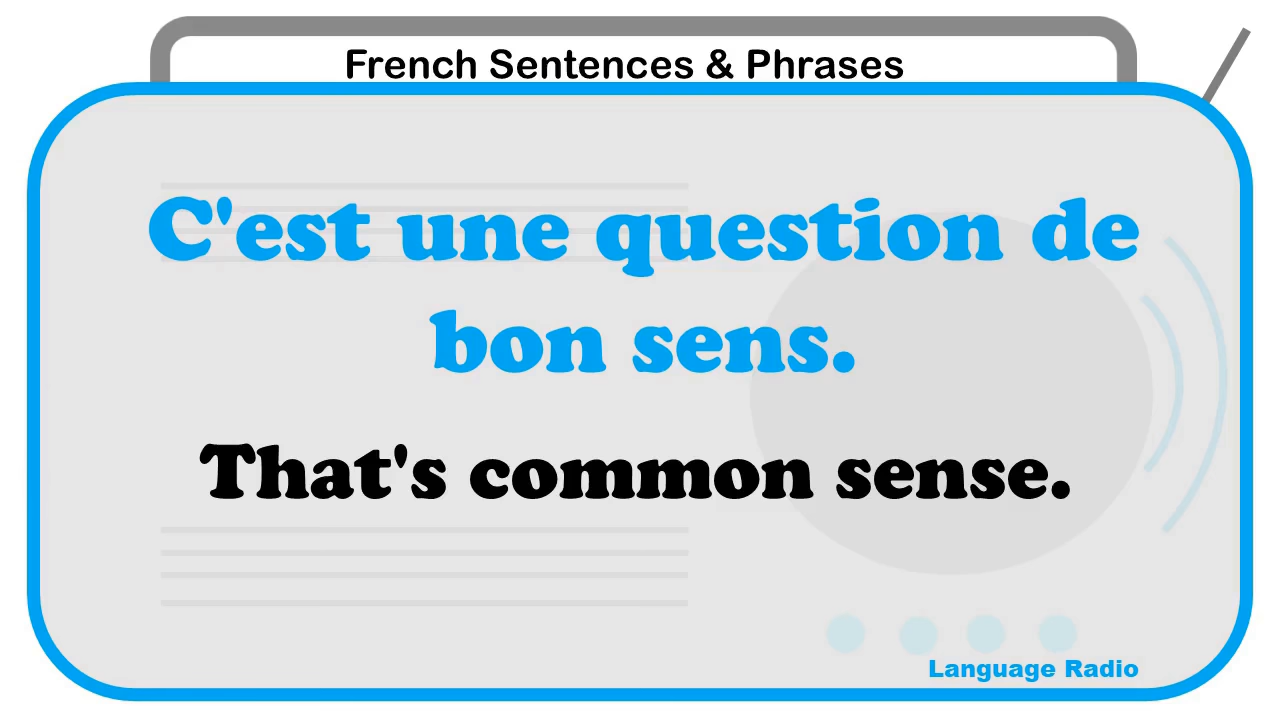 French Sentences & Phrases
C'est une question de
bon sens.
That's common sense.
Language Radio